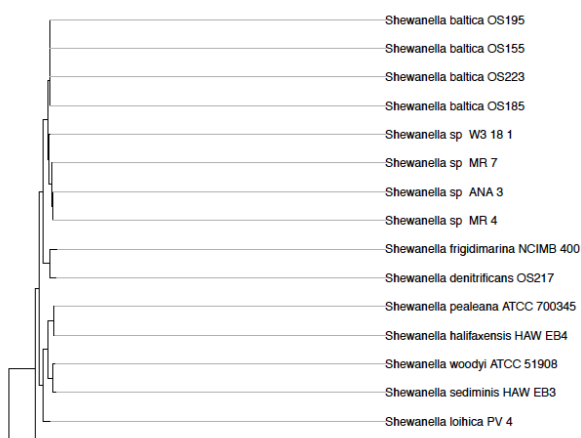 Shewanella baltica OS195
Shewanella baltica OS155
Shewanella baltica OS223
Shewanella baltica OS185
Shewanella sp W3 18 1
Shewanella sp MR 7
Shewanella sp ANA 3
Shewanella sp MR 4
Shewanella frigidimarina NCIMB 400
Shewanella denitrificans OS217
Shewanella pealeana ATCC 700345
Shewanella halifaxensis HAW EB4
Shewanella woodyi ATCC 51908
Shewanella sediminis HAW EB3
Shewanella loihica PV 4